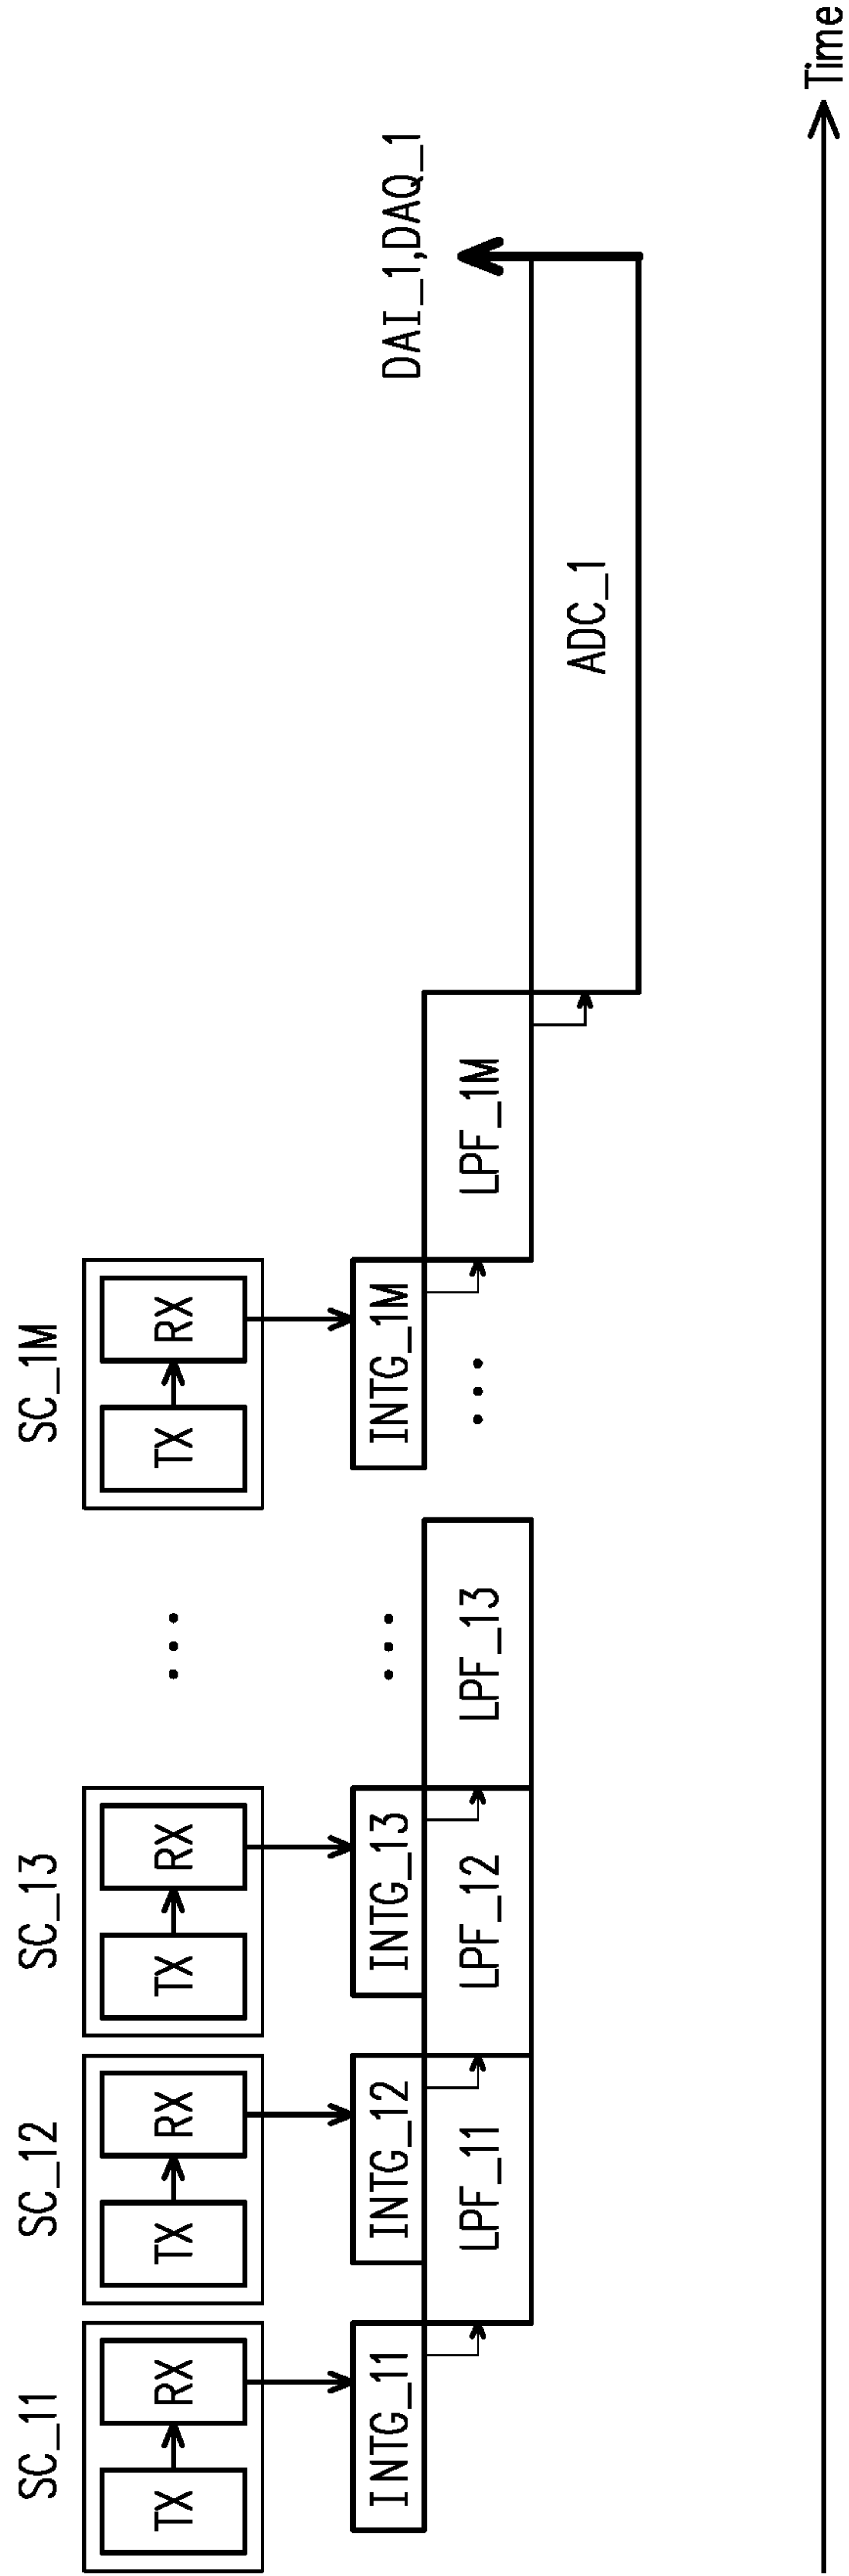 SC_11
SC_12
SC_13
SC_1M
TX
RX
TX
RX
TX
RX
...
TX
RX
INTG_11
INTG_12
INTG_13
...
INTG_1M
DAI_1,DAQ_1
LPF_11
LPF_12
LPF_13
...
LPF_1M
ADC_1
Time